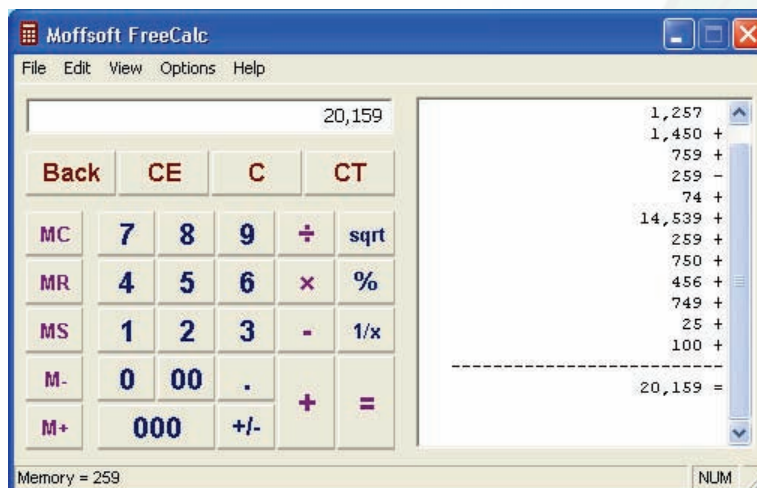 Moffsoft FreeCalc
File Edit View Options Help
20,159
Back CE C CT
MC 7 8 9 ÷ sqrt
MR 4 5 6 × %
MS 1 2 3 - 1/x
M- 0 00 . + =
M+ 000 +/-
1,257
1,450 +
759 +
259 -
74 +
14,539 +
259 +
750 +
456 +
749 +
25 +
100 +
---------------------------
20,159 =
Memory = 259 NUM